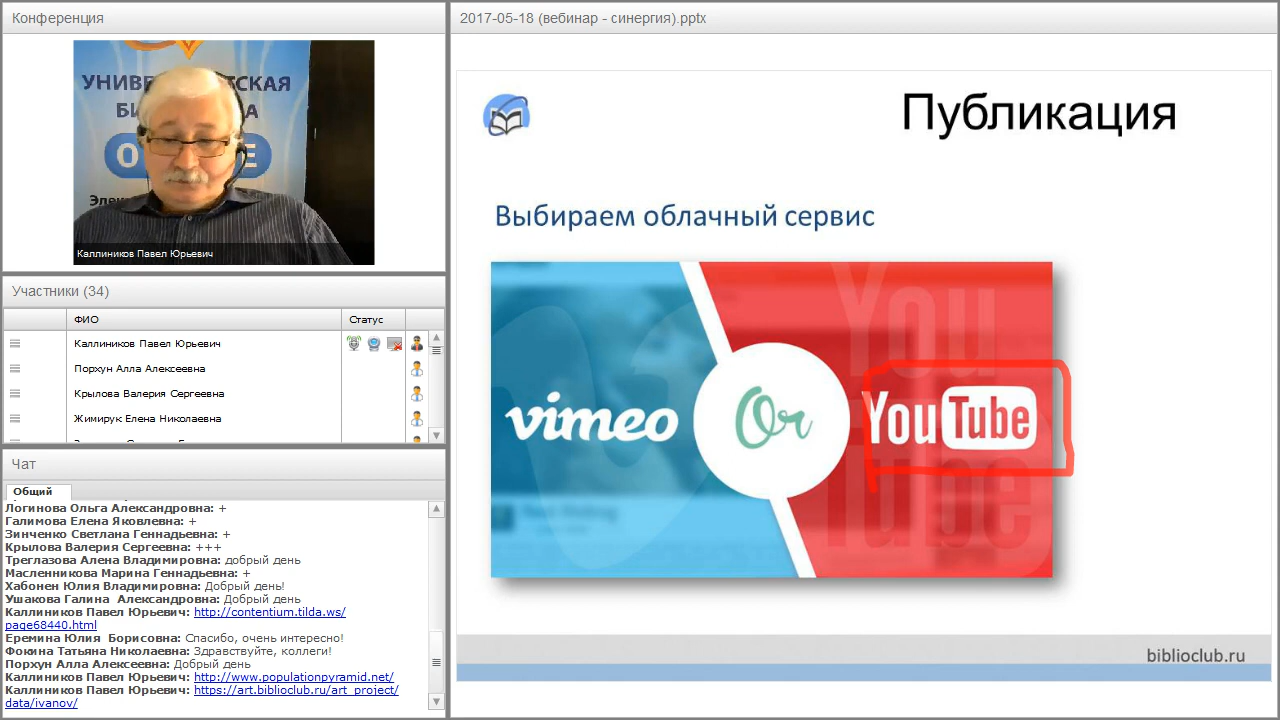 Конференция
УНИВЕ
ТСКАЯ
Каллиников Павел Юрьевич
Участники (34)
ФИО Статус
Каллиников Павел Юрьевич
Порхун Алла Алексеевна
Крылова Валерия Сергеевна
Жимирук Елена Николаевна
Чат
Общий
Логинова Ольга Александровна: +
Галимова Елена Яковлевна: +
Зинченко Светлана Геннадьевна: +
Крылова Валерия Сергеевна: +++
Треглазова Алена Владимировна: добрый день
Масленникова Марина Геннадьевна: +
Хабонен Юлия Владимировна: Добрый день!
Ушакова Галина Александровна: Добрый день
Каллиников Павел Юрьевич: http://contentium.tilda.ws/
page68440.html
Еремина Юлия Борисовна: Спасибо, очень интересно!
Фокина Татьяна Николаевна: Здравствуйте, коллеги!
Порхун Алла Алексеевна: Добрый день
Каллиников Павел Юрьевич: http://www.populationpyramid.net/
Каллиников Павел Юрьевич: https://art.biblioclub.ru/art_project/
data/ivanov/
2017-05-18 (вебинар - синергия).pptx
Публикация
Выбираем облачный сервис
You
Tube
vimeo Or YouTube
biblioclub.ru